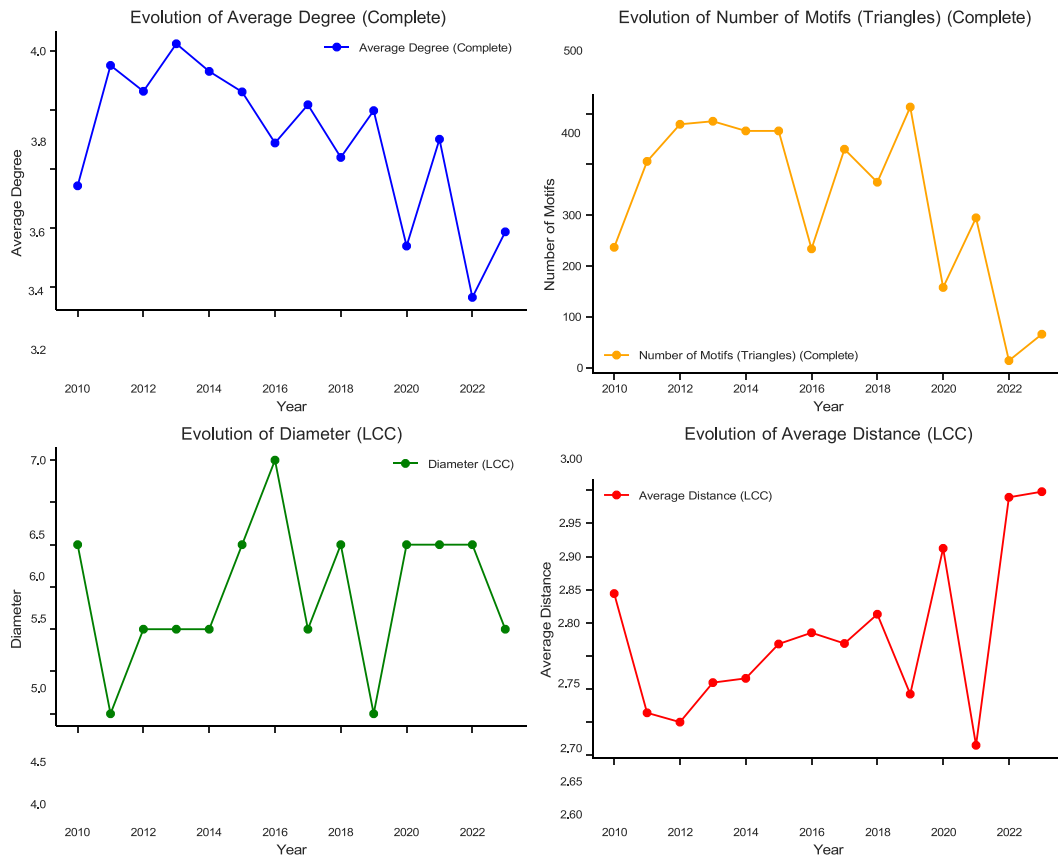 Evolution of Average Degree (Complete)
4.0
3.8
3.6
3.4
3.2
Average Degree
Average Degree (Complete)
2010 2012 2014 2016 2018 2020 2022
Year
Evolution of Number of Motifs (Triangles) (Complete)
500
400
300
200
100
0
Number of Motifs
Number of Motifs (Triangles) (Complete)
2010 2012 2014 2016 2018 2020 2022
Year
Evolution of Diameter (LCC)
7.0
6.5
6.0
5.5
5.0
4.5
4.0
Diameter
Diameter (LCC)
2010 2012 2014 2016 2018 2020 2022
Year
Evolution of Average Distance (LCC)
3.00
2.95
2.90
2.85
2.80
2.75
2.70
2.65
2.60
Average Distance
Average Distance (LCC)
2010 2012 2014 2016 2018 2020 2022
Year